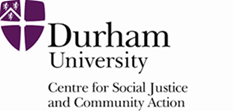 Durham
University
Centre for Social Justice
and Community Action